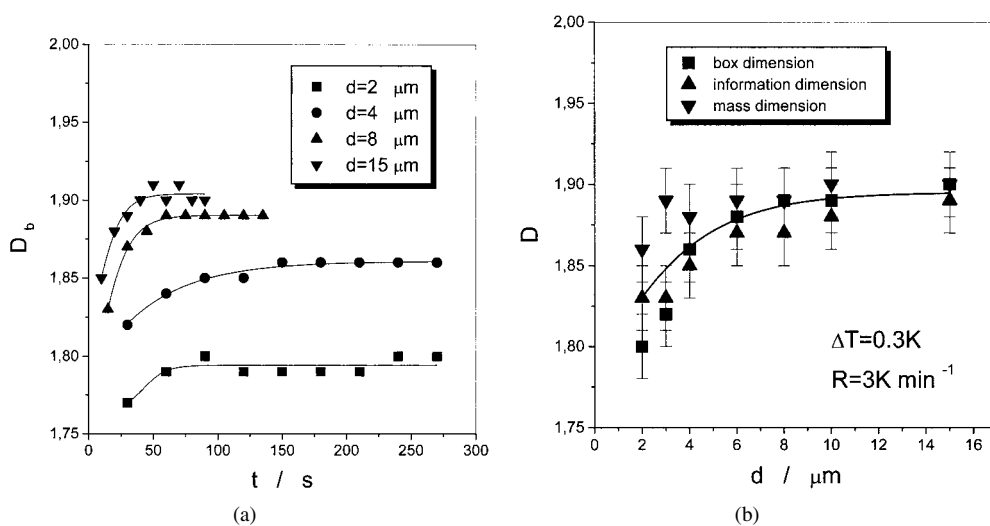 2,00
1,95
1,90
1,85
1,80
1,75
D b
0 50 100 150 200 250 300
t / s
d=2 μm
d=4 μm
d=8 μm
d=15 μm
(a)
b)
2,00
1,95
1,90
1,85
1,80
1,75
D
0 2 4 6 8 10 12 14 16
d / μm
box dimension
information dimension
mass dimension
ΔT=0.3K
R=3K min -1
(b)